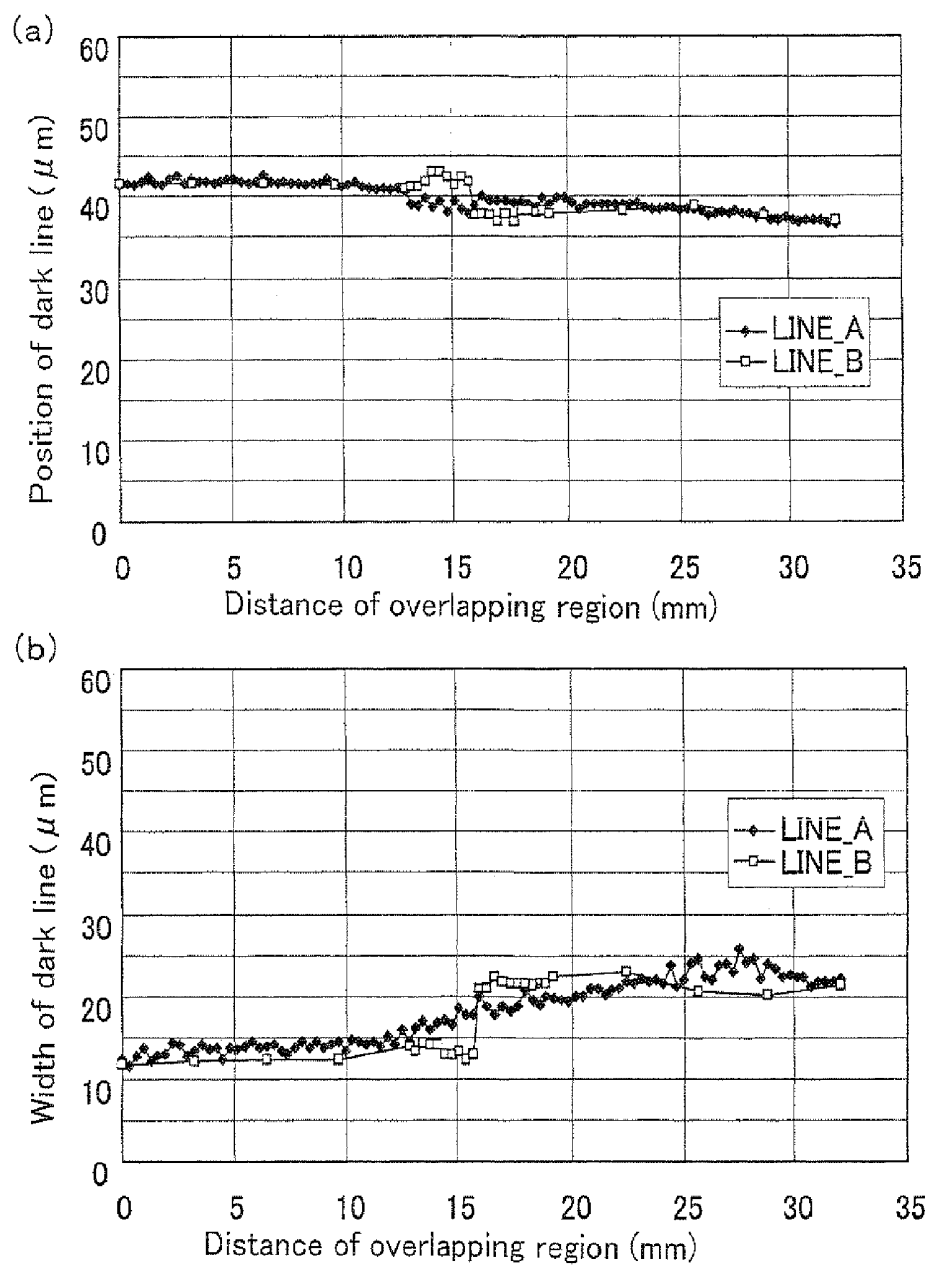 (a)
60
50
40
30
20
10
0
Position of dark line (μm)
LINE_A
LINE_B
0 5 10 15 20 25 30 35
Distance of overlapping region (mm)
(b)
60
50
40
30
20
10
0
Width of dark line (μm)
LINE_A
LINE_B
0 5 10 15 20 25 30 35
Distance of overlapping region (mm)